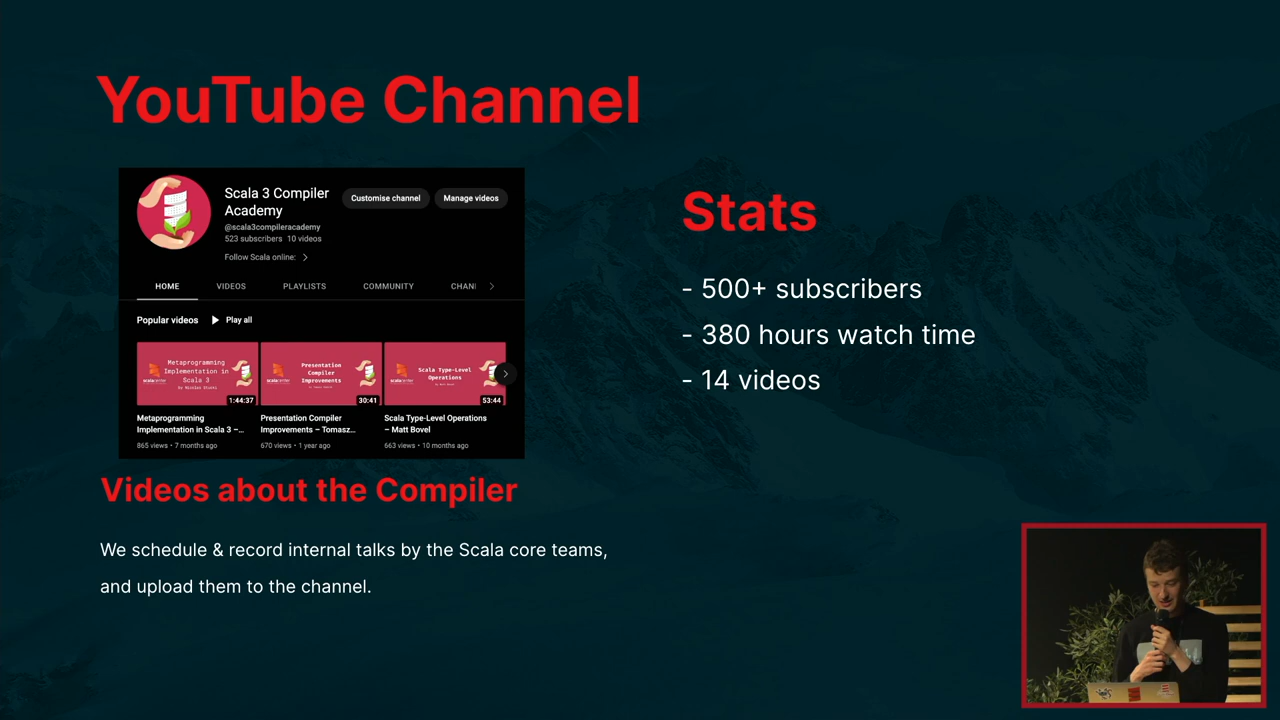 YouTube Channel
Scala 3 Compiler
Academy
Customise channel
Manage videos
@scala3compileracademy
523 subscribers 10 videos
Follow Scala online:
HOME
VIDEOS
PLAYLISTS
COMMUNITY
CHAN
Popular videos
Play all
Metaprogramming
Implementation in
Scala 3
scalacenter
1:44:37
Presentation
Compiler
Improvements
scalacenter
30:41
Scala Type-Level
Operations
scalacenter
53:44
Metaprogramming
Implementation in Scala 3 –...
865 views • 7 months ago
Presentation Compiler
Improvements – Tomasz...
670 views • 1 year ago
Scala Type-Level Operations
– Matt Bovel
663 views • 10 months ago
Videos about the Compiler
We schedule & record internal talks by the Scala core teams,
and upload them to the channel.
Stats
- 500+ subscribers
- 380 hours watch time
- 14 videos